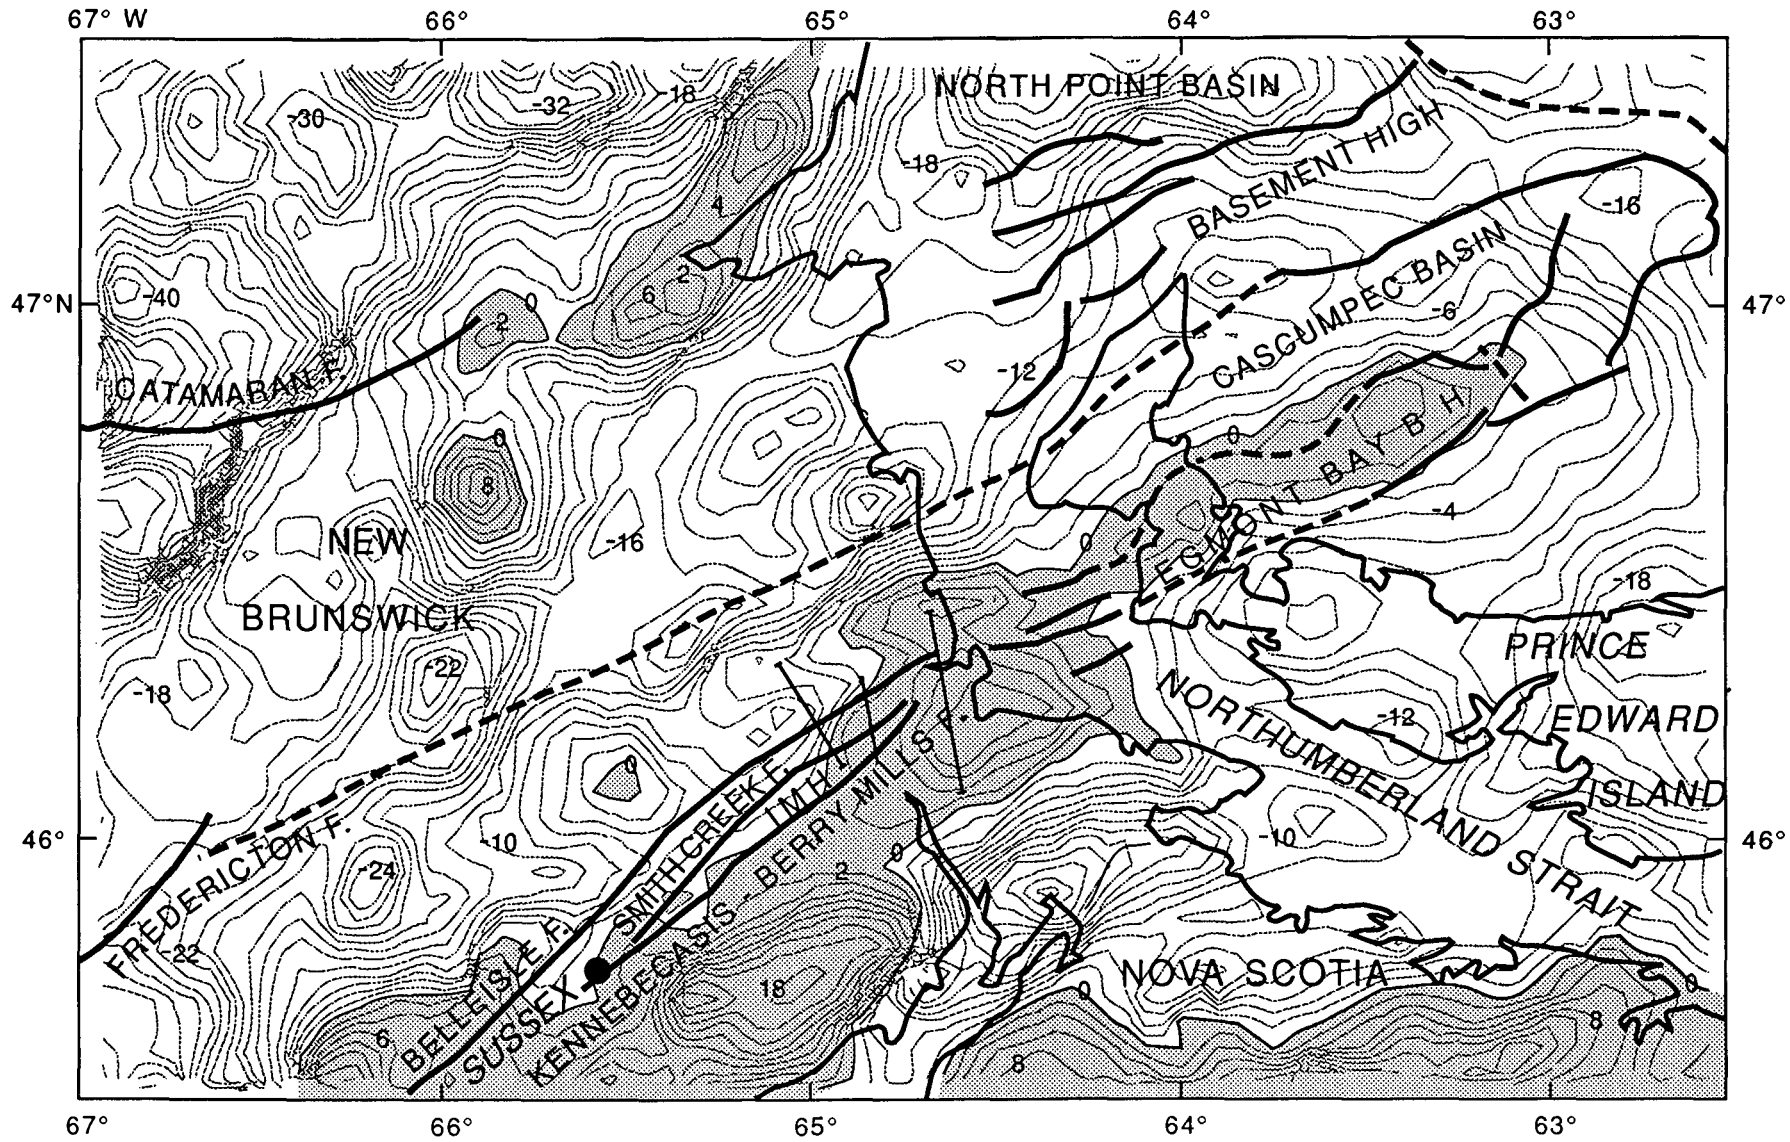 67° W 66° 65° 64° 63°
NORTH POINT BASIN
-32
-18
-30
-18
BASEMENT HIGH
4
-16
CASGUMPEC BASIN
2
6
-40
0
2
47°N
47°
-6
-12
CATAMARAN F.
0
0
EGMONT BAY B H
8
-4
NEW
-16
0
BRUNSWICK
-18
PRINCE
-22
-18
NORTHUMBERLAND STRAIT
-12
EDWARD
0
SMITH CREEK F.
IMH
ISLAND
46°
46°
FREDERICTON F.
-10
-10
KENNEBECASIS - BERRY MILLS F.
0
2
-24
-22
BELLEISLE F.
SUSSEX
18
NOVA SCOTIA
0
0
6
8
8
67° 66° 65° 64° 63°